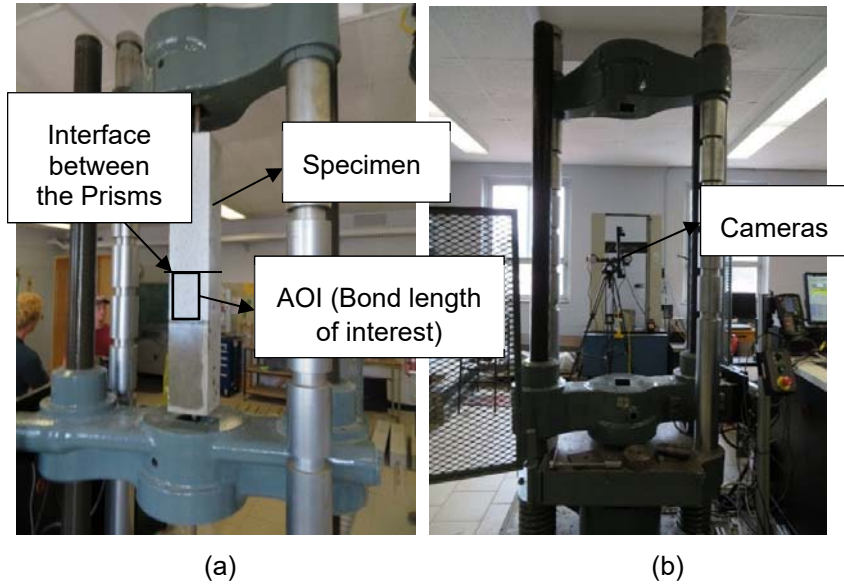 Interface
between
the Prisms
Specimen
AOI (Bond length
of interest)
Cameras
(a)
(b)